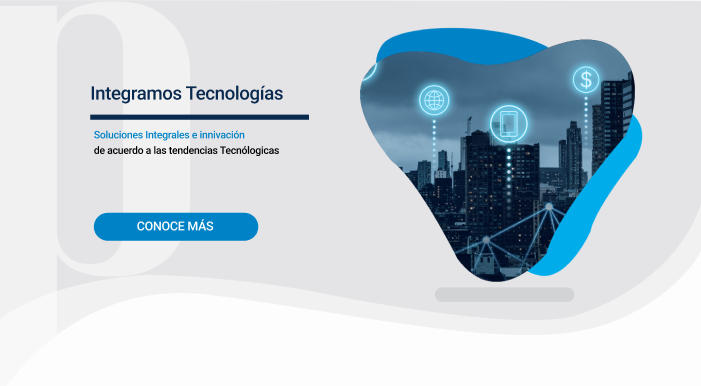 Integramos Tecnologías
Soluciones Integrales e innivación
de acuerdo a las tendencias Tecnólogicas
CONOCE MÁS
$